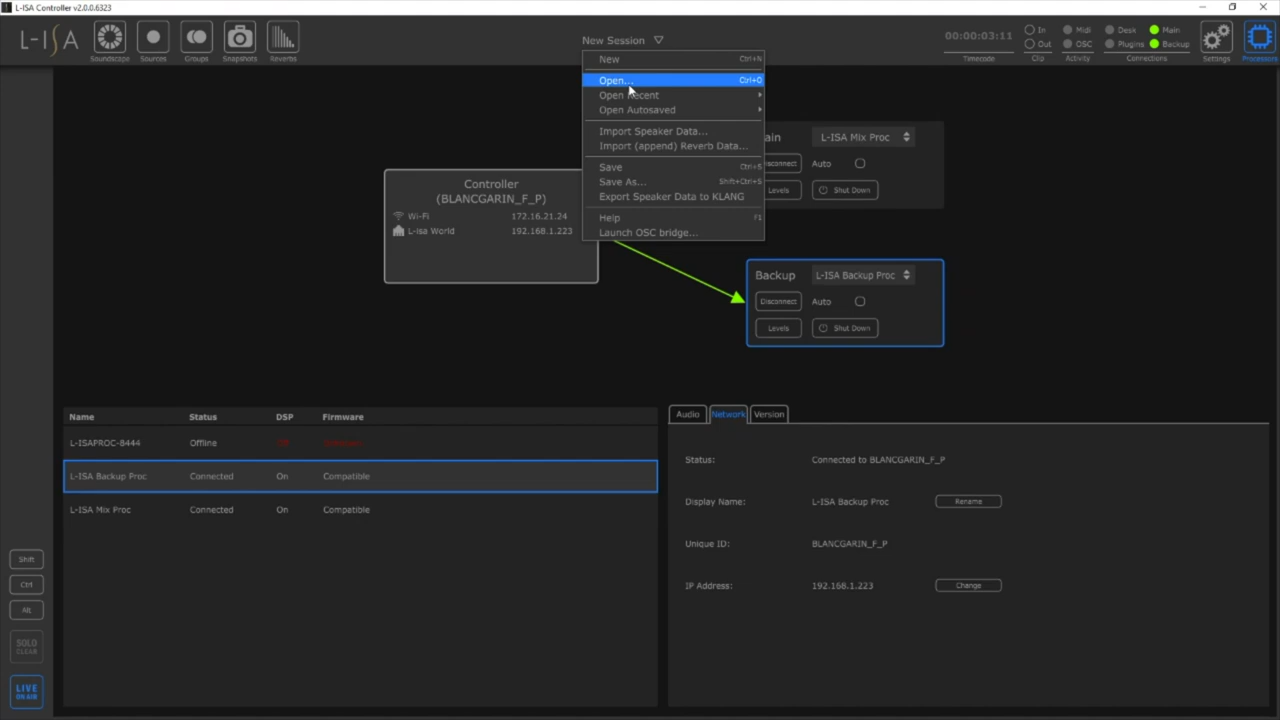 L-ISA Controller v2.0.0.6323
L-ISA
Soundscape
Sources
Groups
Snapshots
Reverbs
New Session
00:00:03:11
Timecode
In
Out
Clip
Midi
OSC
Activity
Desk
Plugins
Main
Backup
Connections
Settings
Processors
New Ctrl+N
Open... Ctrl+O
Open Recent
Open Autosaved
Import Speaker Data...
Import (append) Reverb Data...
Save Ctrl+S
Save As... Shift+Ctrl+S
Export Speaker Data to KLANG
Help F1
Launch OSC bridge...
Controller
(BLANCGARIN_F_P)
Wi-Fi 172.16.21.24
L-isa World 192.168.1.223
ain L-ISA Mix Proc
Disconnect Auto
Levels Shut Down
Backup L-ISA Backup Proc
Disconnect Auto
Levels Shut Down
Name Status DSP Firmware
L-ISAPROC-8444 Offline
L-ISA Backup Proc Connected On Compatible
L-ISA Mix Proc Connected On Compatible
Audio Network Version
Status: Connected to BLANCGARIN_F_P
Display Name: L-ISA Backup Proc Rename
Unique ID: BLANCGARIN_F_P
IP Address: 192.168.1.223 Change
Shift
Ctrl
Alt
SOLO
CLEAR
LIVE
ON AIR